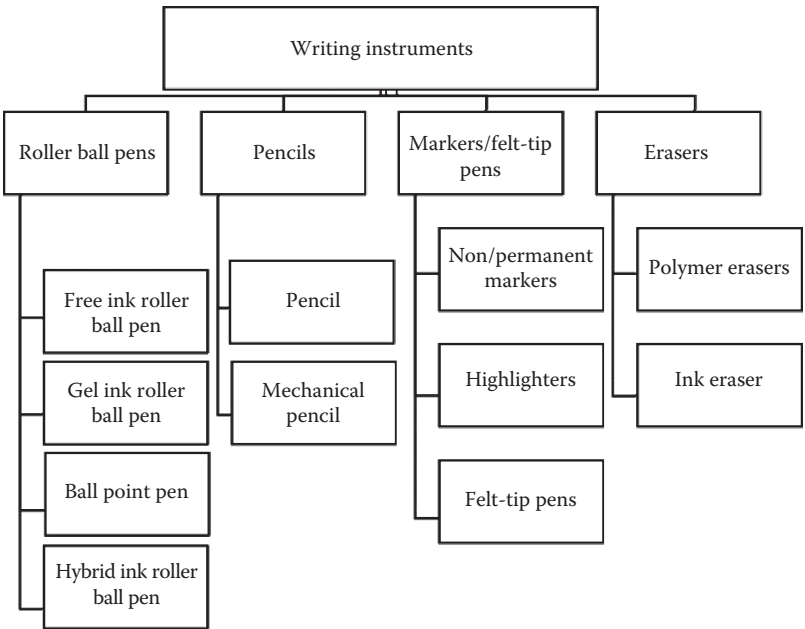 Writing instruments
Roller ball pens
Pencils
Markers/felt-tip
pens
Erasers
Free ink roller
ball pen
Gel ink roller
ball pen
Ball point pen
Hybrid ink roller
ball pen
Pencil
Mechanical
pencil
Non/permanent
markers
Highlighters
Felt-tip pens
Polymer erasers
Ink eraser